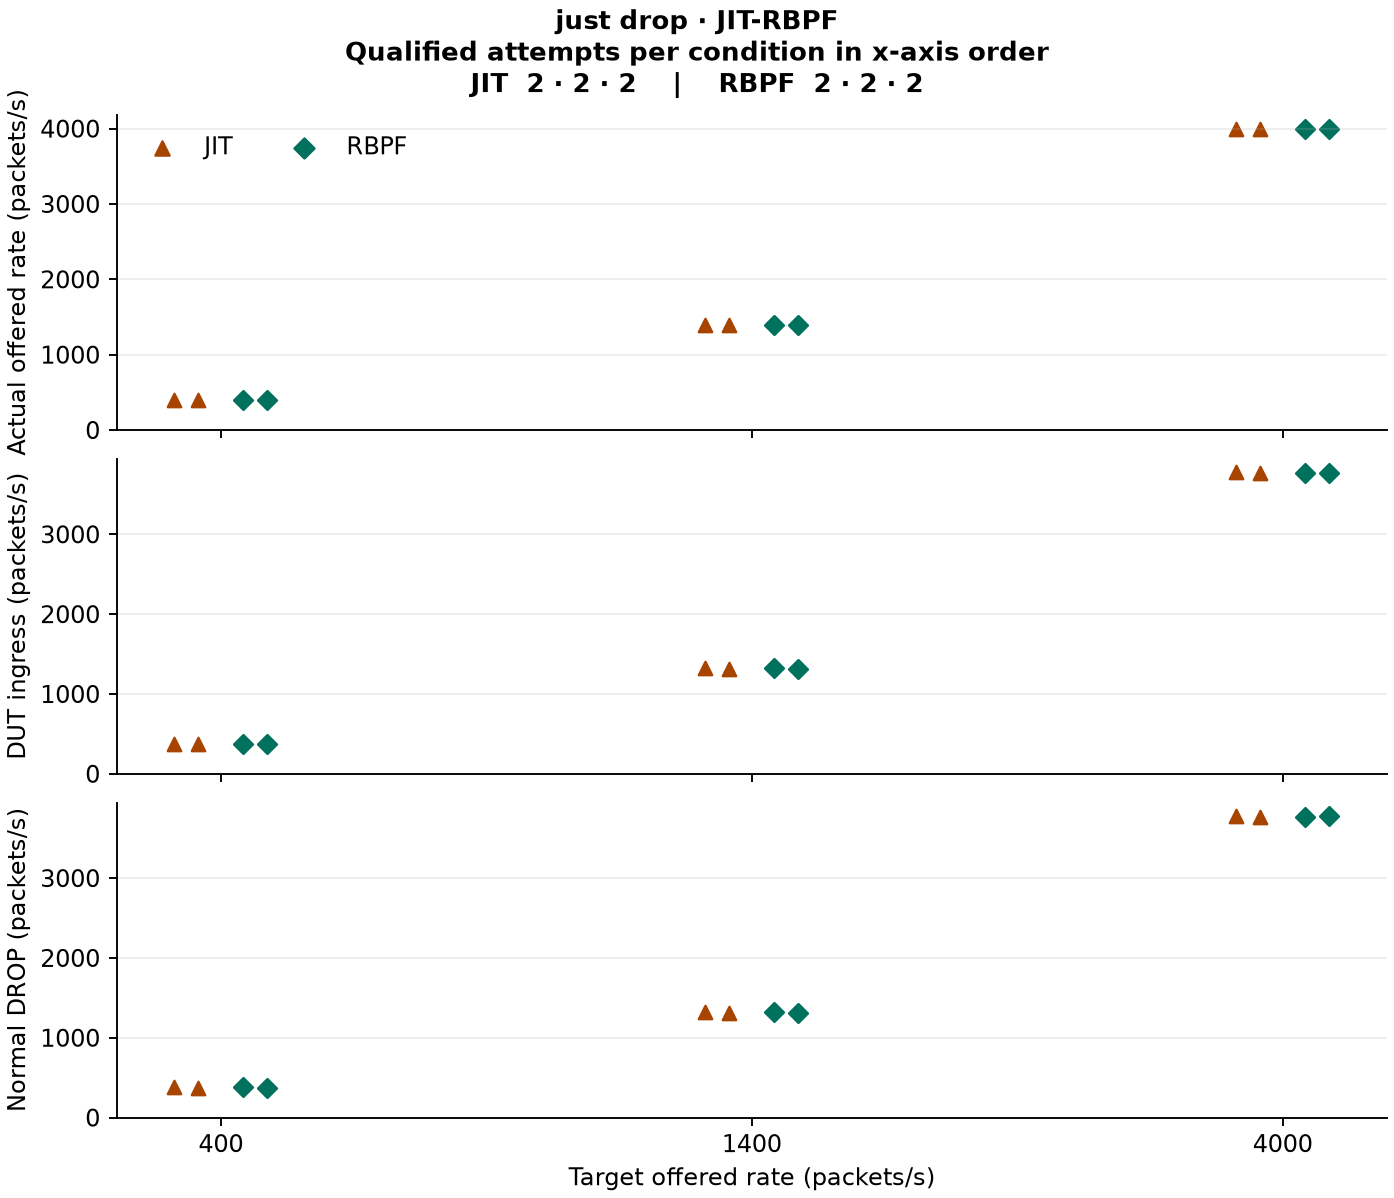 just drop · JIT-RBPF
Qualified attempts per condition in x-axis order
JIT 2 · 2 · 2 | RBPF 2 · 2 · 2
Actual offered rate (packets/s)
4000
3000
2000
1000
0
JIT
RBPF
DUT ingress (packets/s)
3000
2000
1000
0
Normal DROP (packets/s)
3000
2000
1000
0
400
1400
4000
Target offered rate (packets/s)